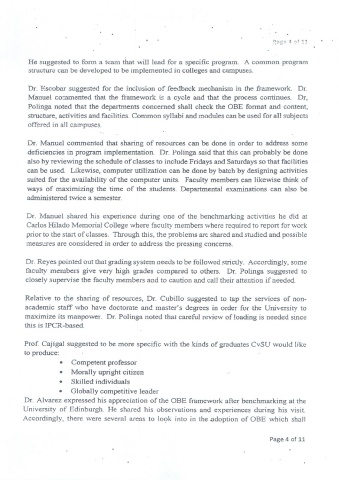 Page 4 of 11
He suggested to form a team that will lead for a specific program. A common program
structure can be developed to be implemented in colleges and campuses.
Dr. Escobar suggested for the inclusion of feedback mechanism in the framework. Dr.
Manuel commented that the framework is a cycle and that the process continues. Dr,
Polinga noted that the departments concerned shall check the OBE format and content,
structure, activities and facilities. Common syllabi and modules can be used for all subjects
offered in all campuses.
Dr. Manuel commented that sharing of resources can be done in order to address some
deficiencies in program implementation. Dr. Polinga said that this can probably be done
also by reviewing the schedule of classes to include Fridays and Saturdays so that facilities
can be used. Likewise, computer utilization can be done by batch by designing activities
suited for the availability of the computer units. Faculty members can likewise think of
ways of maximizing the time of the students. Departmental examinations can also be
administered twice a semester.
Dr. Manuel shared his experience during one of the benchmarking activities he did at
Carlos Hilado Memorial College where faculty members were required to report for work
prior to the start of classes. Through this, the problems are shared and studied and possible
measures are considered in order to address the pressing concerns.
Dr. Reyes pointed out that grading system needs to be followed strictly. Accordingly, some
faculty members give very high grades compared to others. Dr. Polinga suggested to
closely supervise the faculty members and to caution and call their attention if needed.
Relative to the sharing of resources, Dr. Cubillo suggested to tap the services of non-
academic staff who have doctorate and master's degrees in order for the University to
maximize its manpower. Dr. Polinga noted that careful review of loading is needed since
this is IPCR-based.
Prof. Cajigal suggested to be more specific with the kinds of graduates CvSU would like
to produce:
• Competent professor
• Morally upright citizen
• Skilled individuals
• Globally competitive leader
Dr. Alvarez expressed his appreciation of the OBE framework after benchmarking at the
University of Edinburgh. He shared his observations and experiences during his visit.
Accordingly, there were several areas to look into in the adoption of OBE which shall
Page 4 of 11